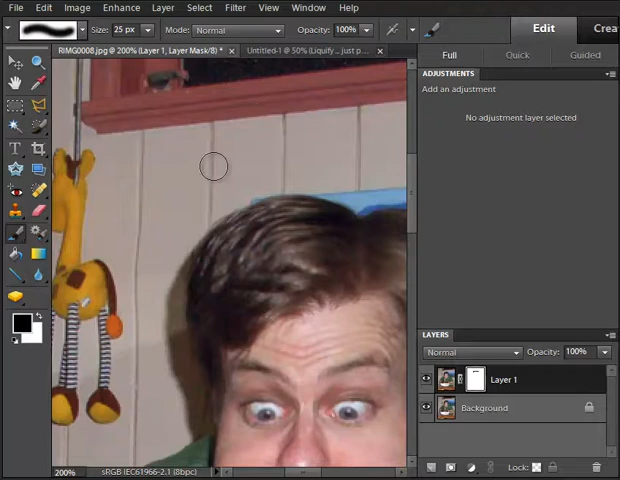 File Edit Image Enhance Layer Select Filter View Window Help
Size: 25 px Mode: Normal Opacity: 100% Edit Crea
RIMG0008.jpg @ 200% (Layer 1, Layer Mask/8) * × Untitled-1 @ 50% (Liquify .. just p... ×
Full Quick Guided
ADJUSTMENTS
Add an adjustment
No adjustment layer selected
T
LAYERS
Normal Opacity: 100%
Layer 1
Background
200% sRGB IEC61966-2.1 (8bpc) Lock: